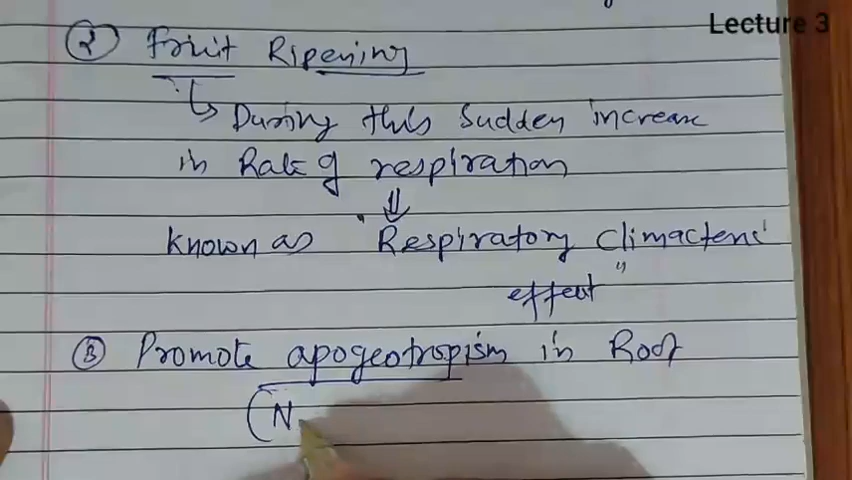 Lecture 3
2 Fruit Ripening
During this Sudden increase
in Rate of respiration
Known as "Respiratory Climacteric
effect"
3 Promote apogeotropism in Root
(N